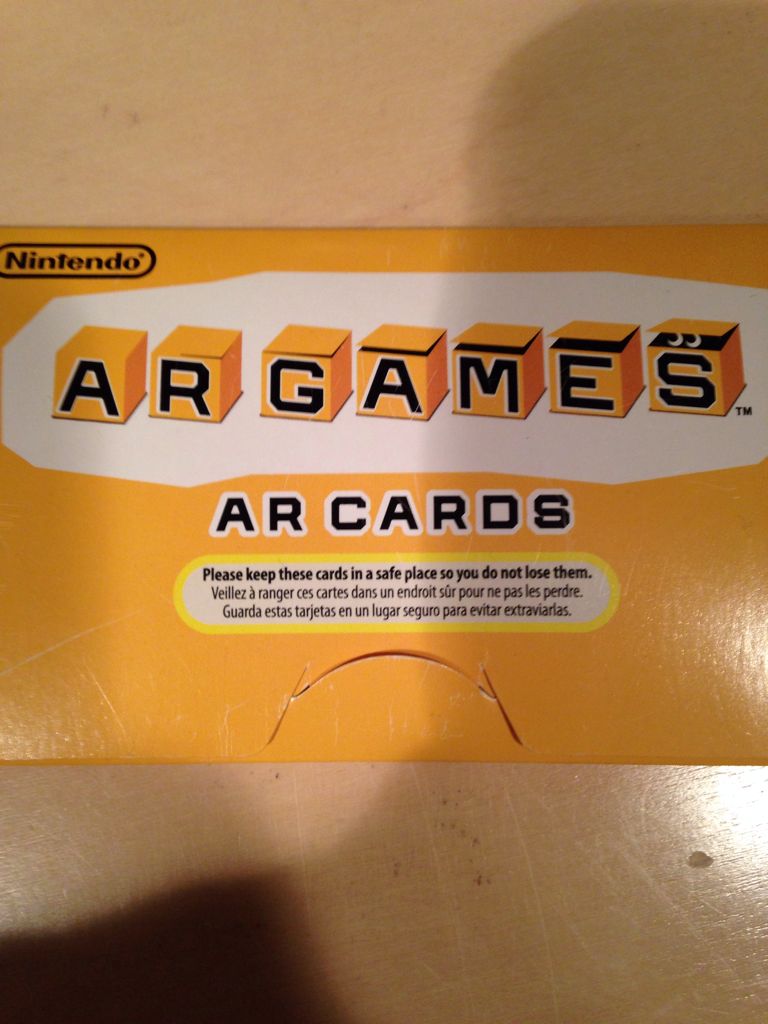 Nintendo®
AR GAMES™
AR CARDS
Please keep these cards in a safe place so you do not lose them.
Veillez à ranger ces cartes dans un endroit sûr pour ne pas les perdre.
Guarda estas tarjetas en un lugar seguro para evitar extraviarlas.